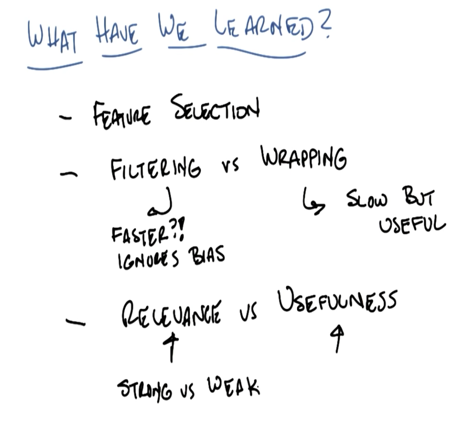 WHAT HAVE WE LEARNED?
- FEATURE SELECTION
- FILTERING VS WRAPPING
SLOW BUT
USEFUL
FASTER?!
IGNORES BIAS
- RELEVANCE VS USEFULNESS
STRONG VS WEAK